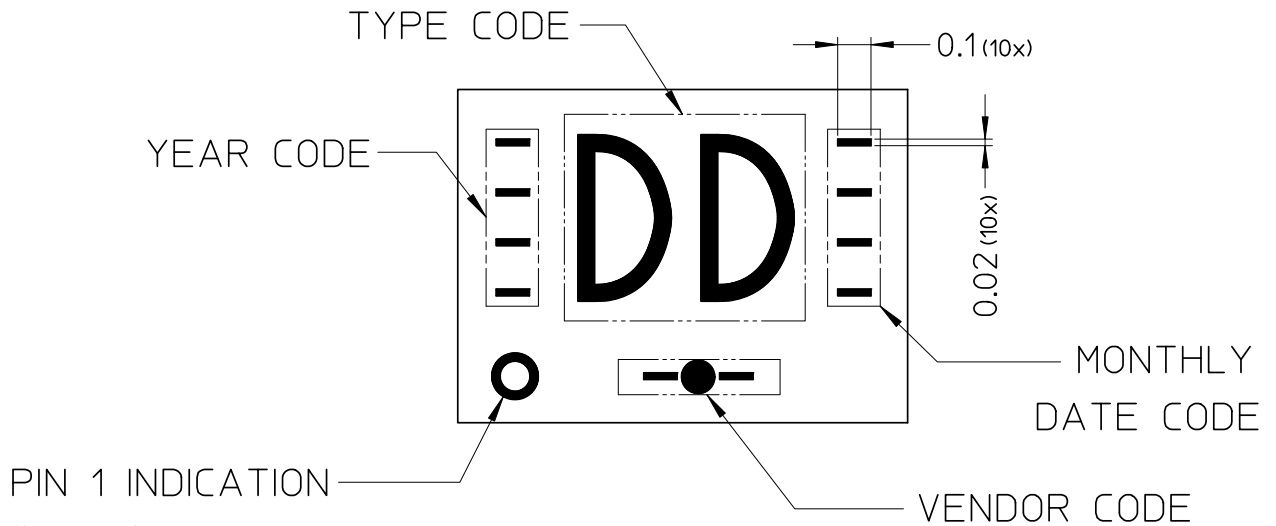 TYPE CODE
0.1 (10x)
YEAR CODE
DD
0.02 (10x)
MONTHLY
DATE CODE
PIN 1 INDICATION
VENDOR CODE